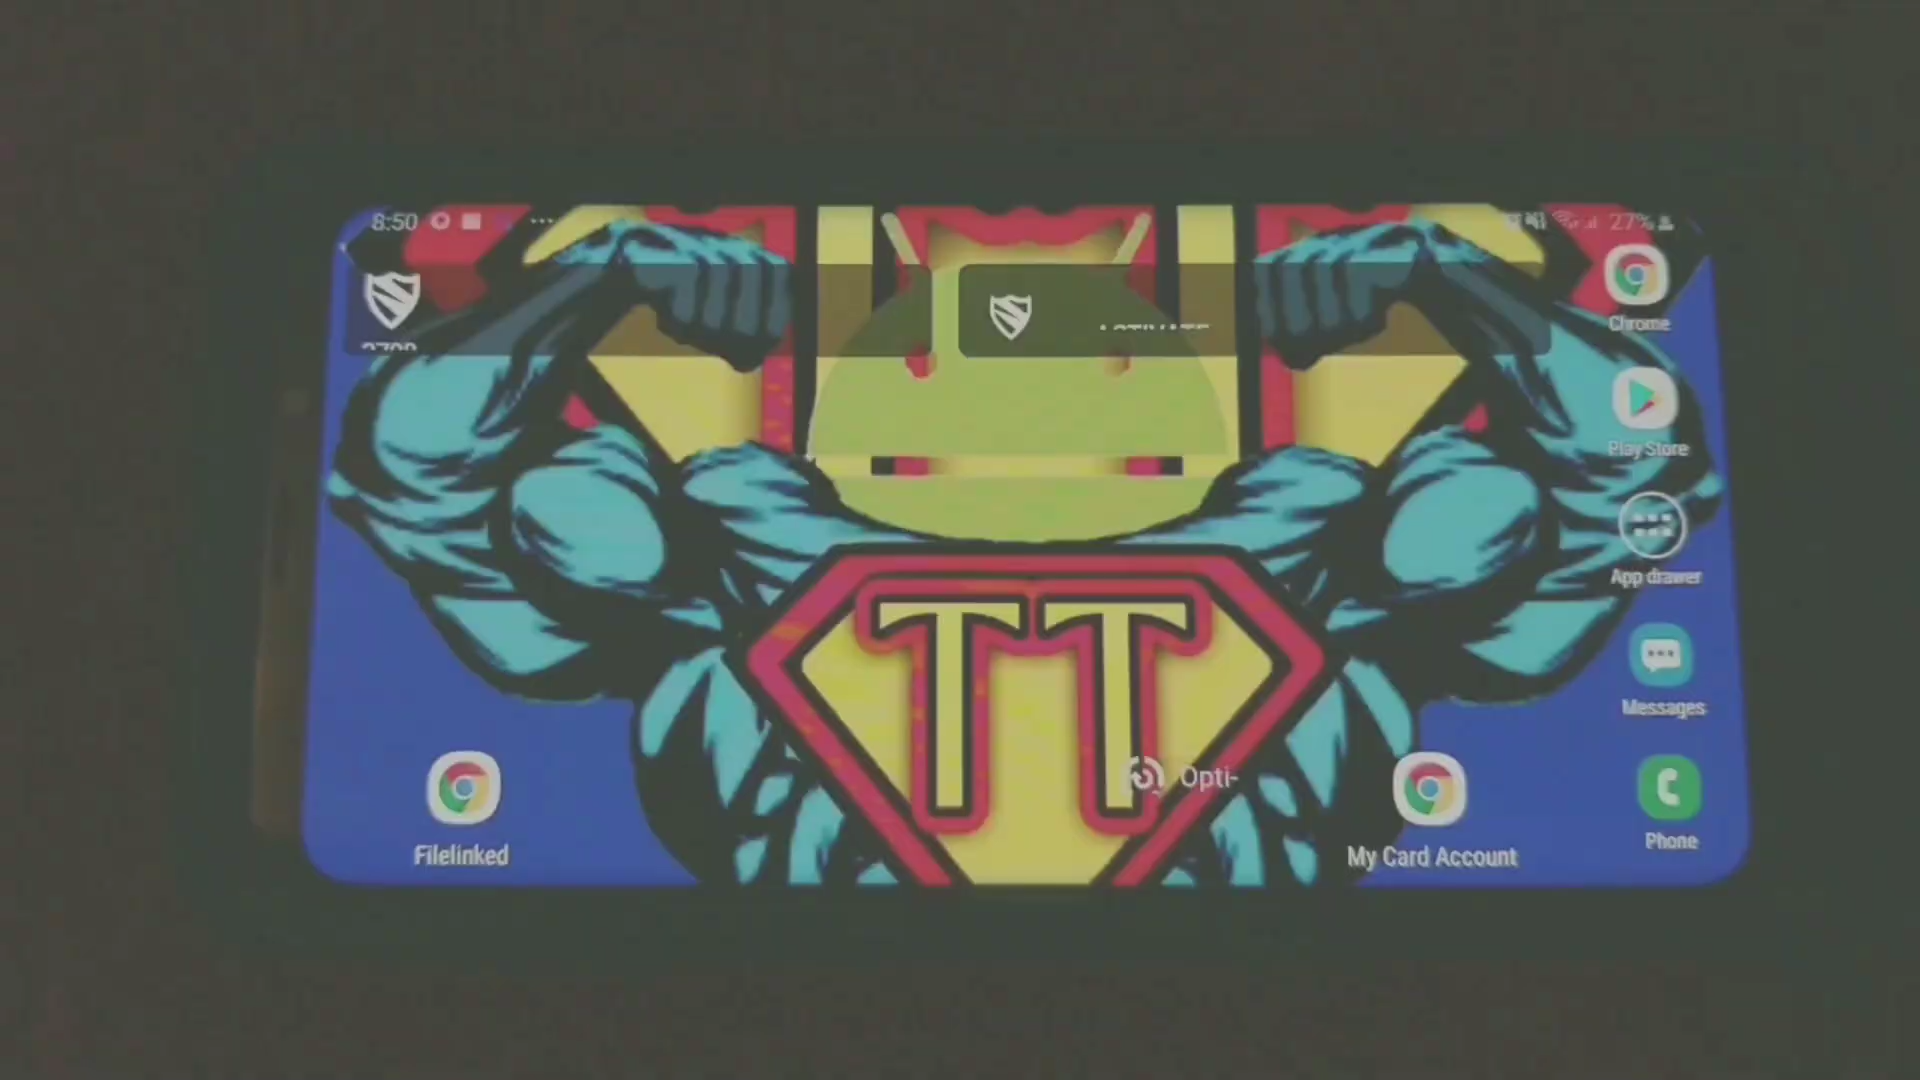 8:50
27%
Chrome
Play Store
App drawer
Messages
TT
Opti-
Filelinked
My Card Account
Phone